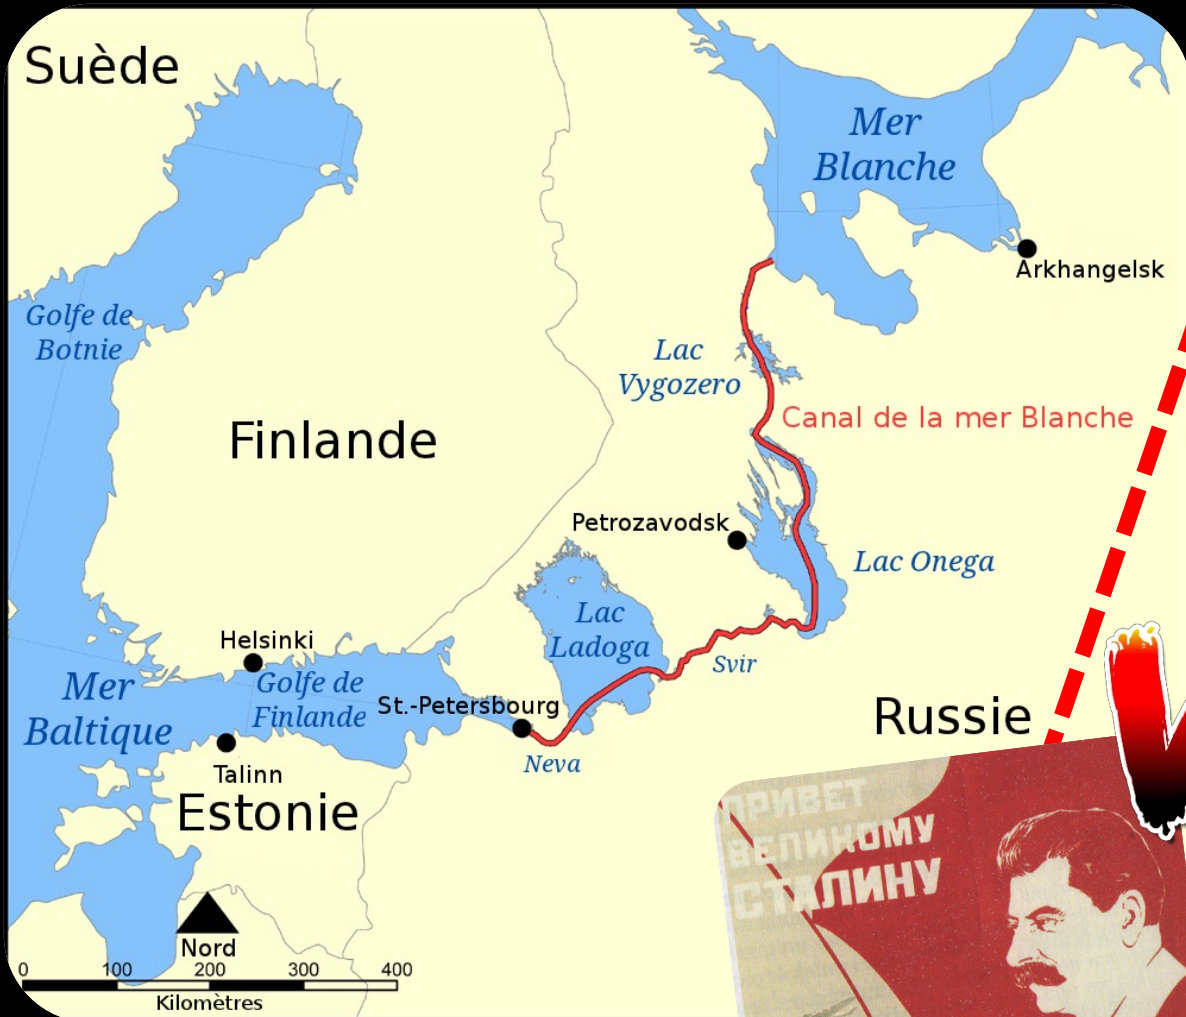 Suède
Mer
Blanche
Arkhangelsk
Golfe de
Botnie
Lac
Vygozero
Canal de la mer Blanche
Finlande
Petrozavodsk
Lac Onega
Lac
Ladoga
Helsinki
Svir
Golfe de
Finlande
Mer
Baltique
St.-Petersbourg
Russie
Neva
Talinn
Estonie
ПРИВЕТ
ВЕЛИКОМУ
СТАЛИНУ
Nord
0 100 200 300 400
Kilomètres